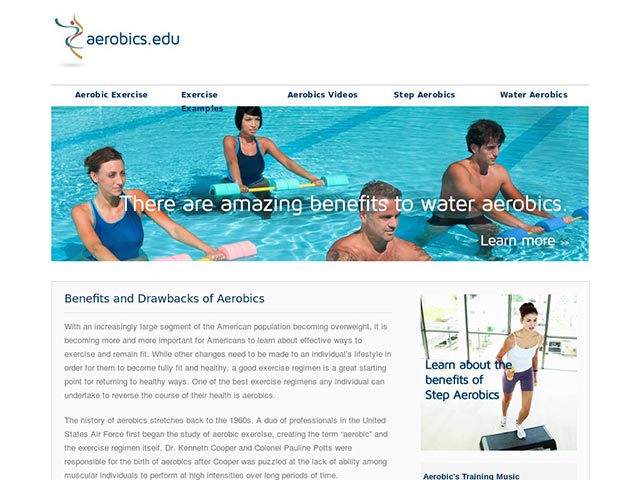 aerobics.edu
Aerobic Exercise
Exercise
Examples
Aerobics Videos
Step Aerobics
Water Aerobics
There are amazing benefits to water aerobics.
Learn more >>
Benefits and Drawbacks of Aerobics
With an increasingly large segment of the American population becoming overweight, it is
becoming more and more important for Americans to learn about effective ways to
exercise and remain fit. While other changes need to be made to an individual's lifestyle in
order for them to become fully fit and healthy, a good exercise regimen is a great starting
point for returning to healthy ways. One of the best exercise regimens any individual can
undertake to reverse the course of their health is aerobics.
The history of aerobics stretches back to the 1960s. A duo of professionals in the United
States Air Force first began the study of aerobic exercise, creating the term "aerobic" and
the exercise regimen itself. Dr. Kenneth Cooper and Colonel Pauline Potts were
responsible for the birth of aerobics after Cooper was puzzled at the lack of ability among
muscular individuals to perform at high intensities over long periods of time.
Learn about the
benefits of
Step Aerobics
Aerobic's Training Music